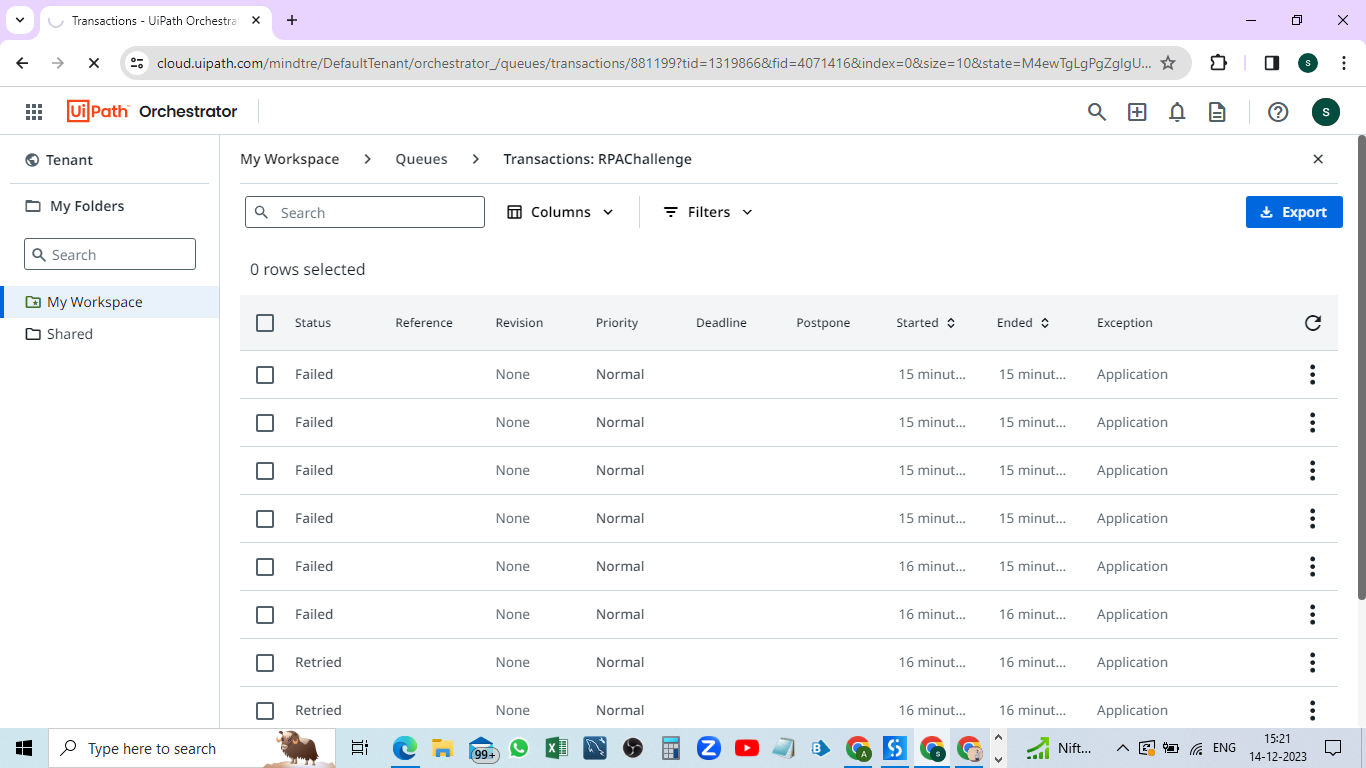 Transactions - UiPath Orchestra
cloud.uipath.com/mindtre/DefaultTenant/orchestrator_/queues/transactions/881199?tid=1319866&fid=4071416&index=0&size=10&state=M4ewTgLgPgZglgU...
S
UiPath Orchestrator
S
Tenant
My Folders
Search
My Workspace
Shared
My Workspace > Queues > Transactions: RPAChallenge
Search Columns Filters Export
0 rows selected
Status Reference Revision Priority Deadline Postpone Started Ended Exception
Failed None Normal 15 minut... 15 minut... Application
Failed None Normal 15 minut... 15 minut... Application
Failed None Normal 15 minut... 15 minut... Application
Failed None Normal 15 minut... 15 minut... Application
Failed None Normal 16 minut... 15 minut... Application
Failed None Normal 16 minut... 16 minut... Application
Retried None Normal 16 minut... 16 minut... Application
Retried None Normal 16 minut... 16 minut... Application
Type here to search 99+ A S Nift... ENG 15:21
14-12-2023